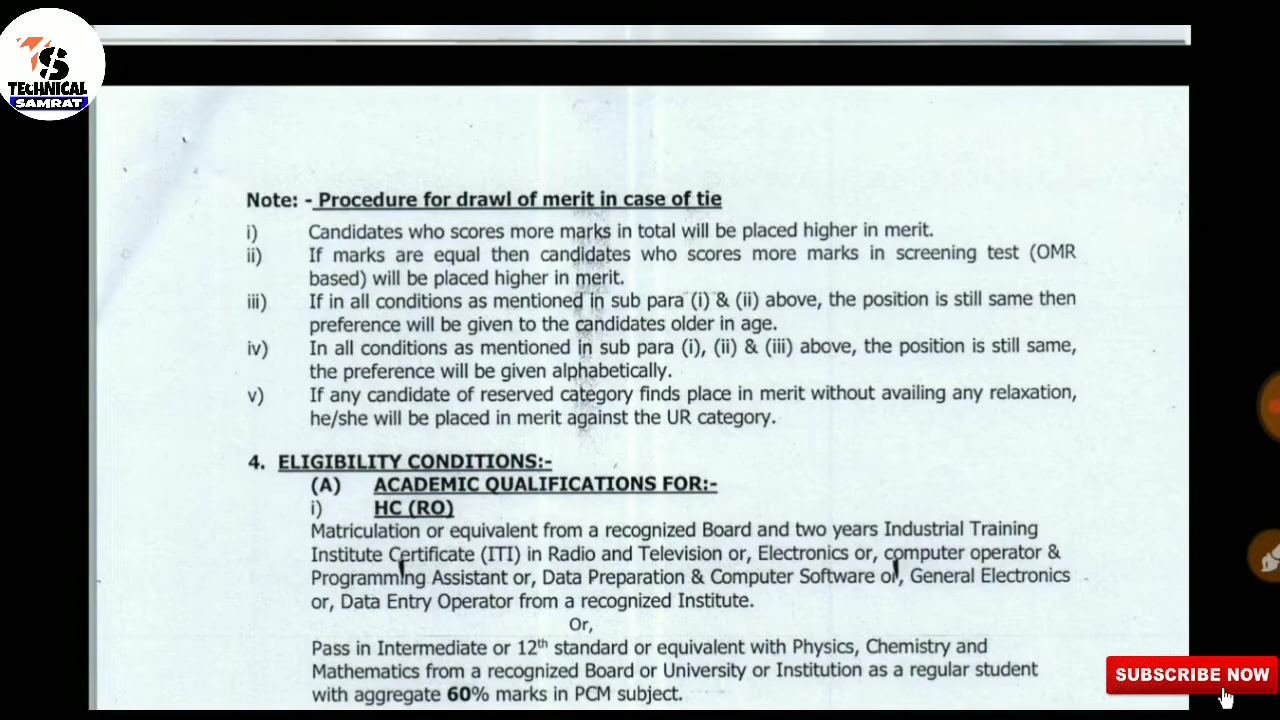 TS
TECHNICAL
SAMRAT
Note: - Procedure for drawl of merit in case of tie
i) Candidates who scores more marks in total will be placed higher in merit.
ii) If marks are equal then candidates who scores more marks in screening test (OMR
based) will be placed higher in merit.
iii) If in all conditions as mentioned in sub para (i) & (ii) above, the position is still same then
preference will be given to the candidates older in age.
iv) In all conditions as mentioned in sub para (i), (ii) & (iii) above, the position is still same,
the preference will be given alphabetically.
v) If any candidate of reserved category finds place in merit without availing any relaxation,
he/she will be placed in merit against the UR category.
4. ELIGIBILITY CONDITIONS:-
(A) ACADEMIC QUALIFICATIONS FOR:-
i) HC (RO)
Matriculation or equivalent from a recognized Board and two years Industrial Training
Institute Certificate (ITI) in Radio and Television or, Electronics or, computer operator &
Programming Assistant or, Data Preparation & Computer Software or, General Electronics
or, Data Entry Operator from a recognized Institute.
Or,
Pass in Intermediate or 12th standard or equivalent with Physics, Chemistry and
Mathematics from a recognized Board or University or Institution as a regular student
with aggregate 60% marks in PCM subject.
SUBSCRIBE NOW